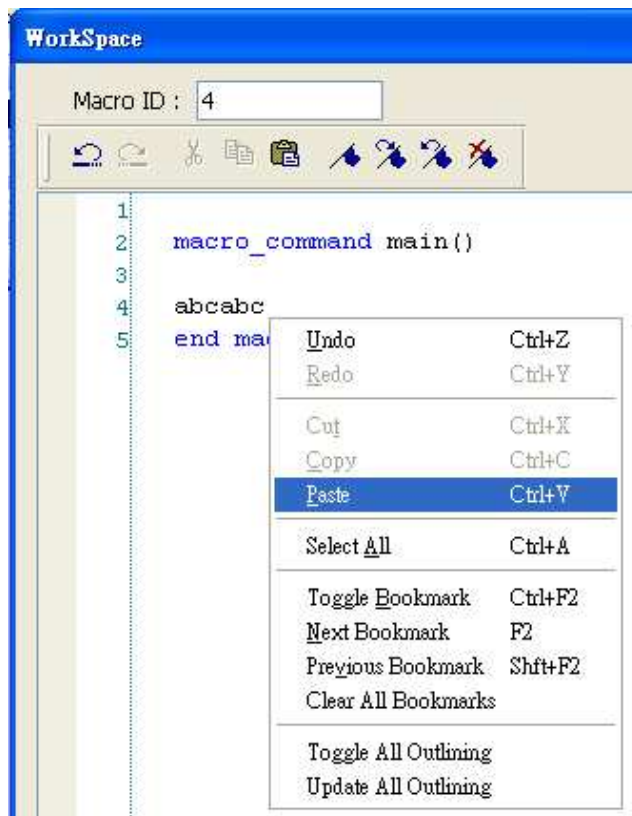 WorkSpace
Macro ID : 4
1
2 macro_command main()
3
4 abcabc
5 end mac
Undo Ctrl+Z
Redo Ctrl+Y
Cut Ctrl+X
Copy Ctrl+C
Paste Ctrl+V
Select All Ctrl+A
Toggle Bookmark Ctrl+F2
Next Bookmark F2
Previous Bookmark Shft+F2
Clear All Bookmarks
Toggle All Outlining
Update All Outlining